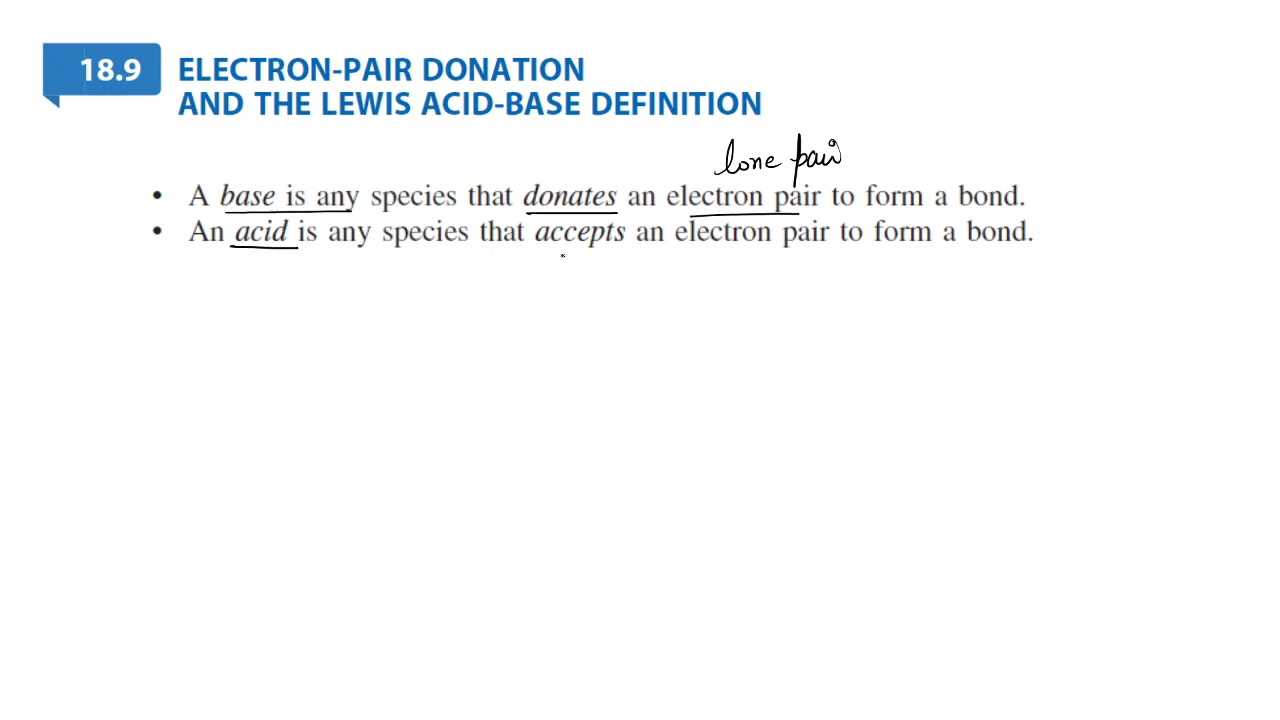 18.9 ELECTRON-PAIR DONATION
AND THE LEWIS ACID-BASE DEFINITION
lone pair
• A base is any species that donates an electron pair to form a bond.
• An acid is any species that accepts an electron pair to form a bond.